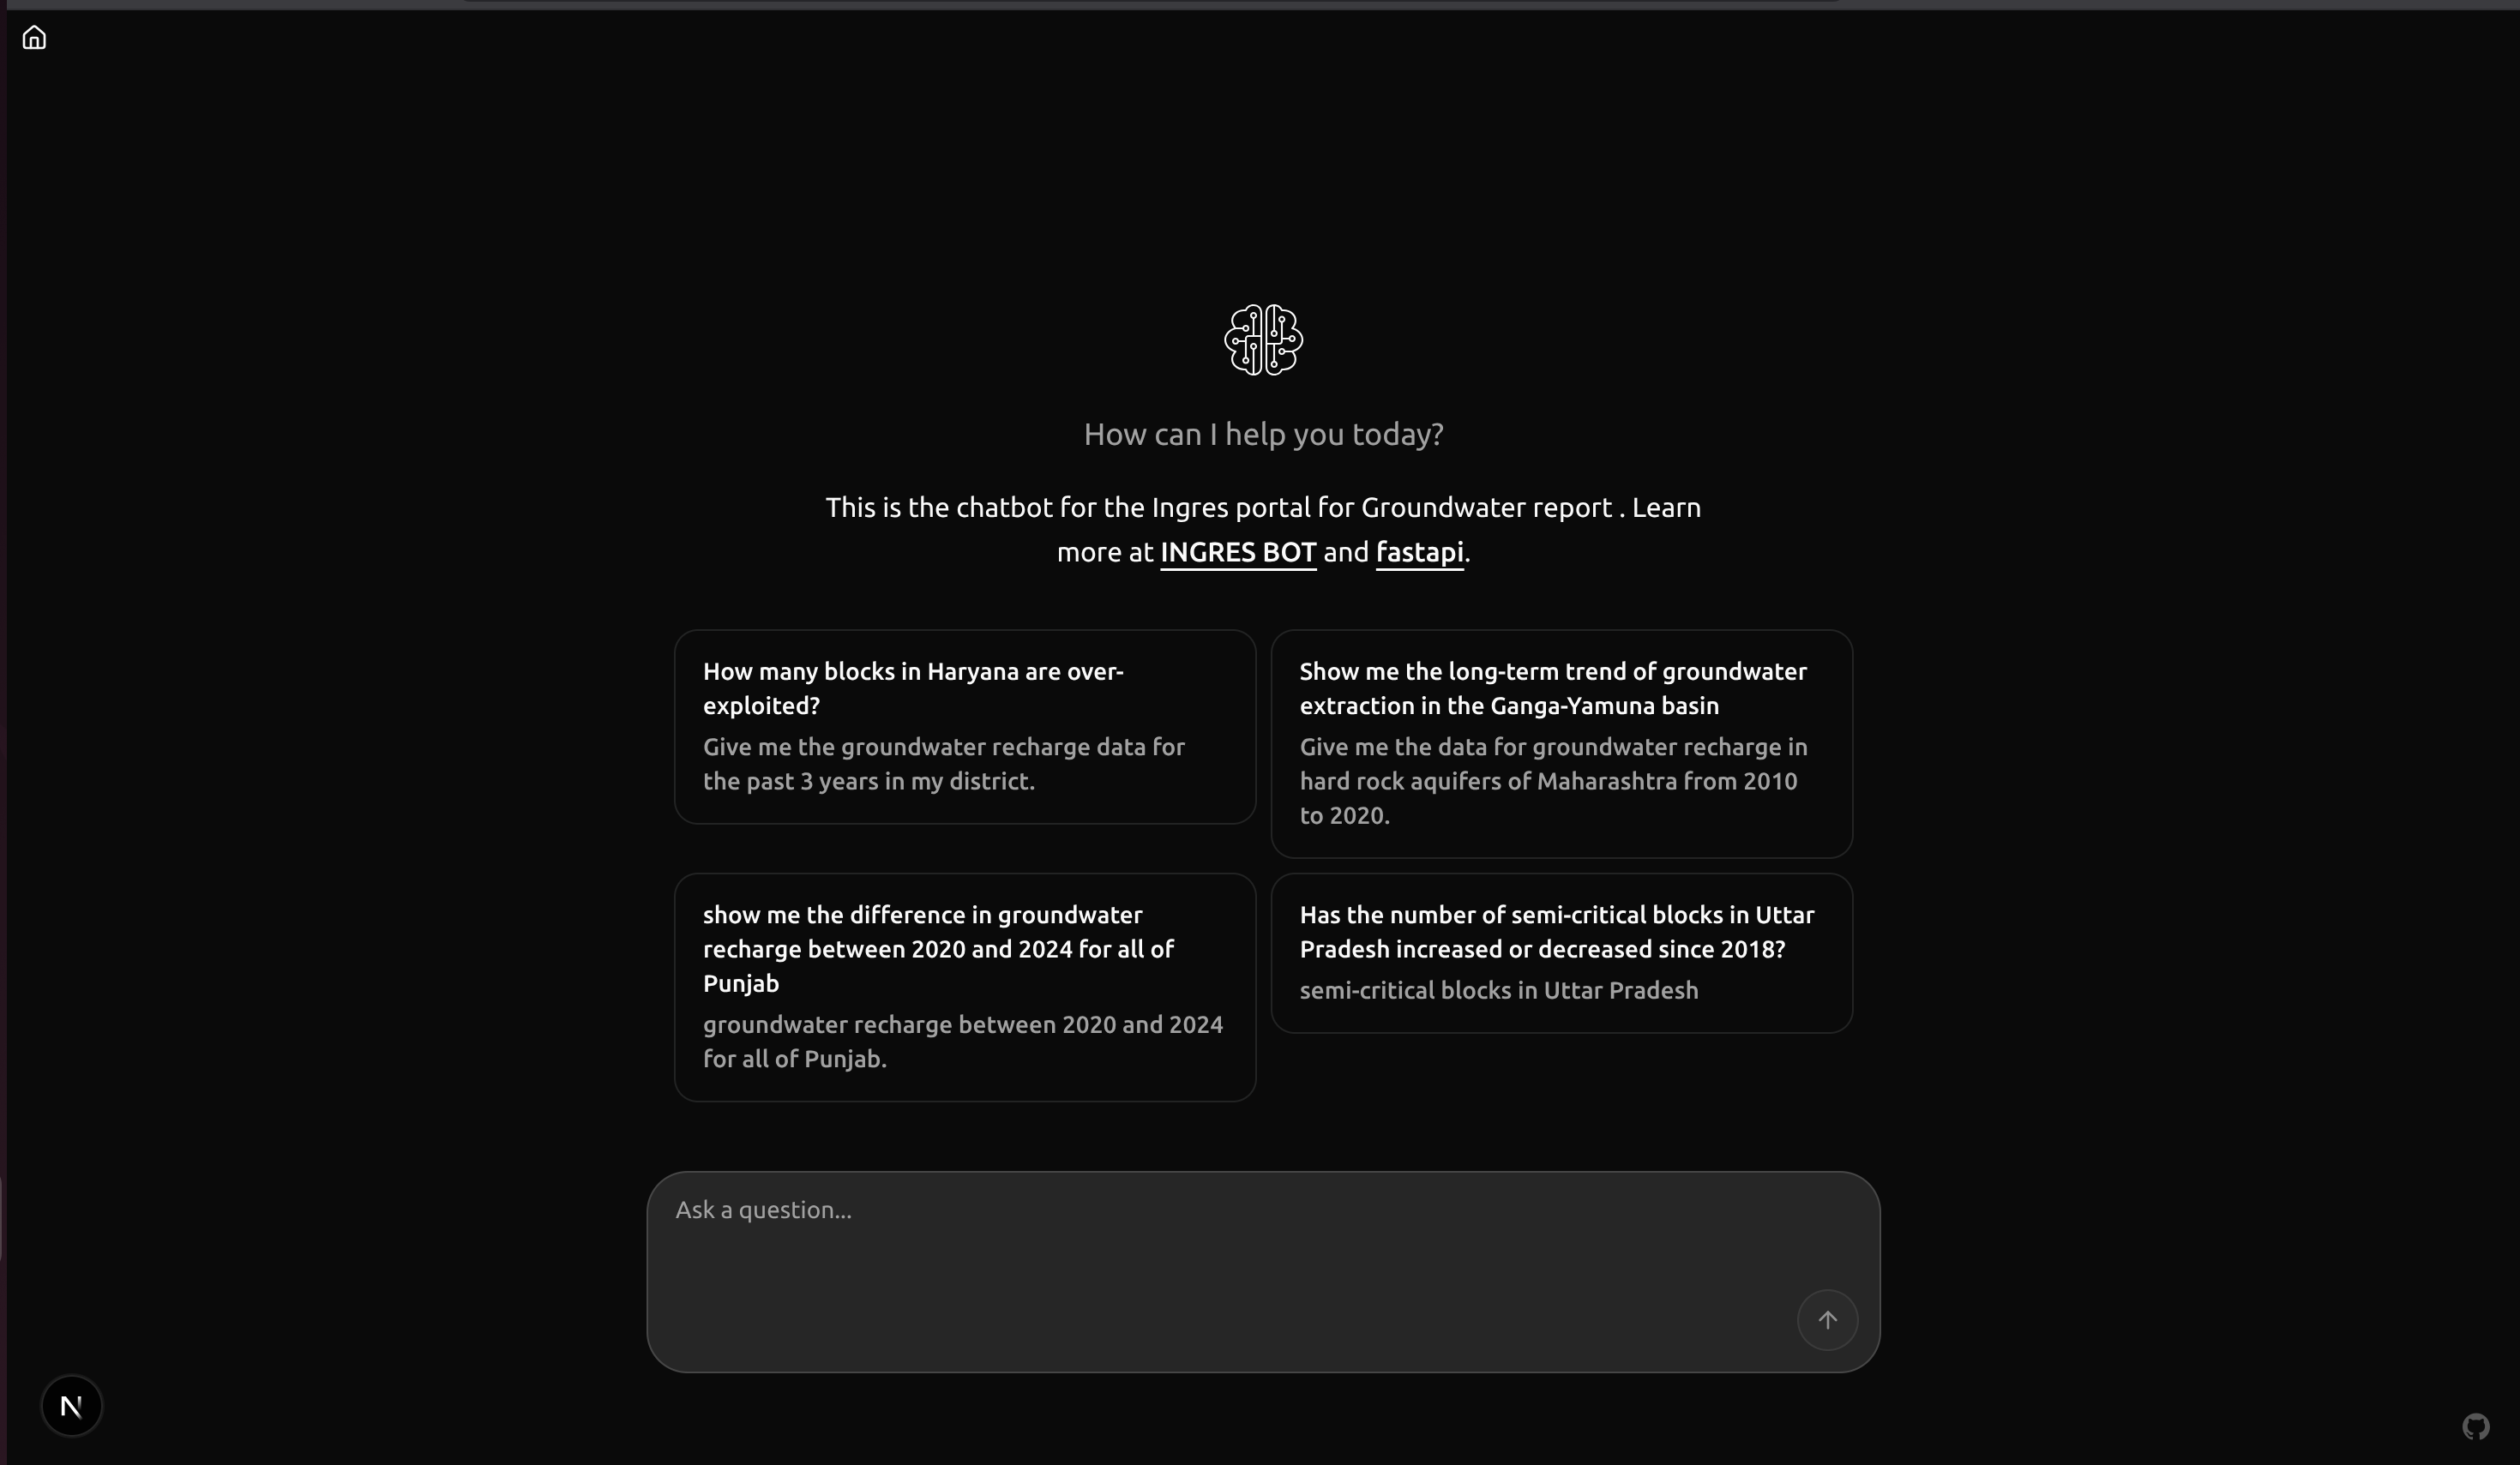 How can I help you today?
This is the chatbot for the Ingres portal for Groundwater report . Learn
more at INGRES BOT and fastapi.
How many blocks in Haryana are over-
exploited?
Give me the groundwater recharge data for
the past 3 years in my district.
Show me the long-term trend of groundwater
extraction in the Ganga-Yamuna basin
Give me the data for groundwater recharge in
hard rock aquifers of Maharashtra from 2010
to 2020.
show me the difference in groundwater
recharge between 2020 and 2024 for all of
Punjab
groundwater recharge between 2020 and 2024
for all of Punjab.
Has the number of semi-critical blocks in Uttar
Pradesh increased or decreased since 2018?
semi-critical blocks in Uttar Pradesh
Ask a question...
N